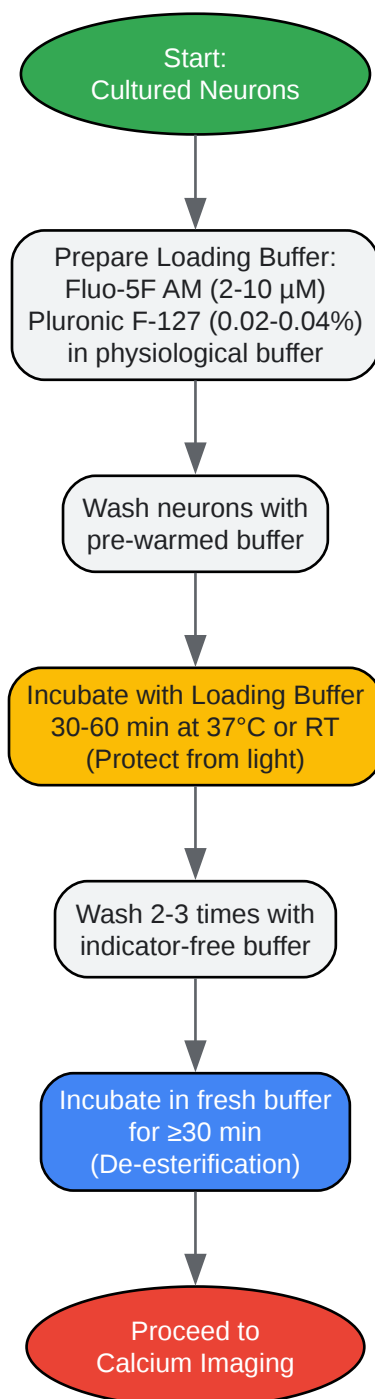 Start:
Cultured Neurons
Prepare Loading Buffer:
Fluo-5F AM (2-10 µM)
Pluronic F-127 (0.02-0.04%)
in physiological buffer
Wash neurons with
pre-warmed buffer
Incubate with Loading Buffer
30-60 min at 37°C or RT
(Protect from light)
Wash 2-3 times with
indicator-free buffer
Incubate in fresh buffer
for ≥30 min
(De-esterification)
Proceed to
Calcium Imaging